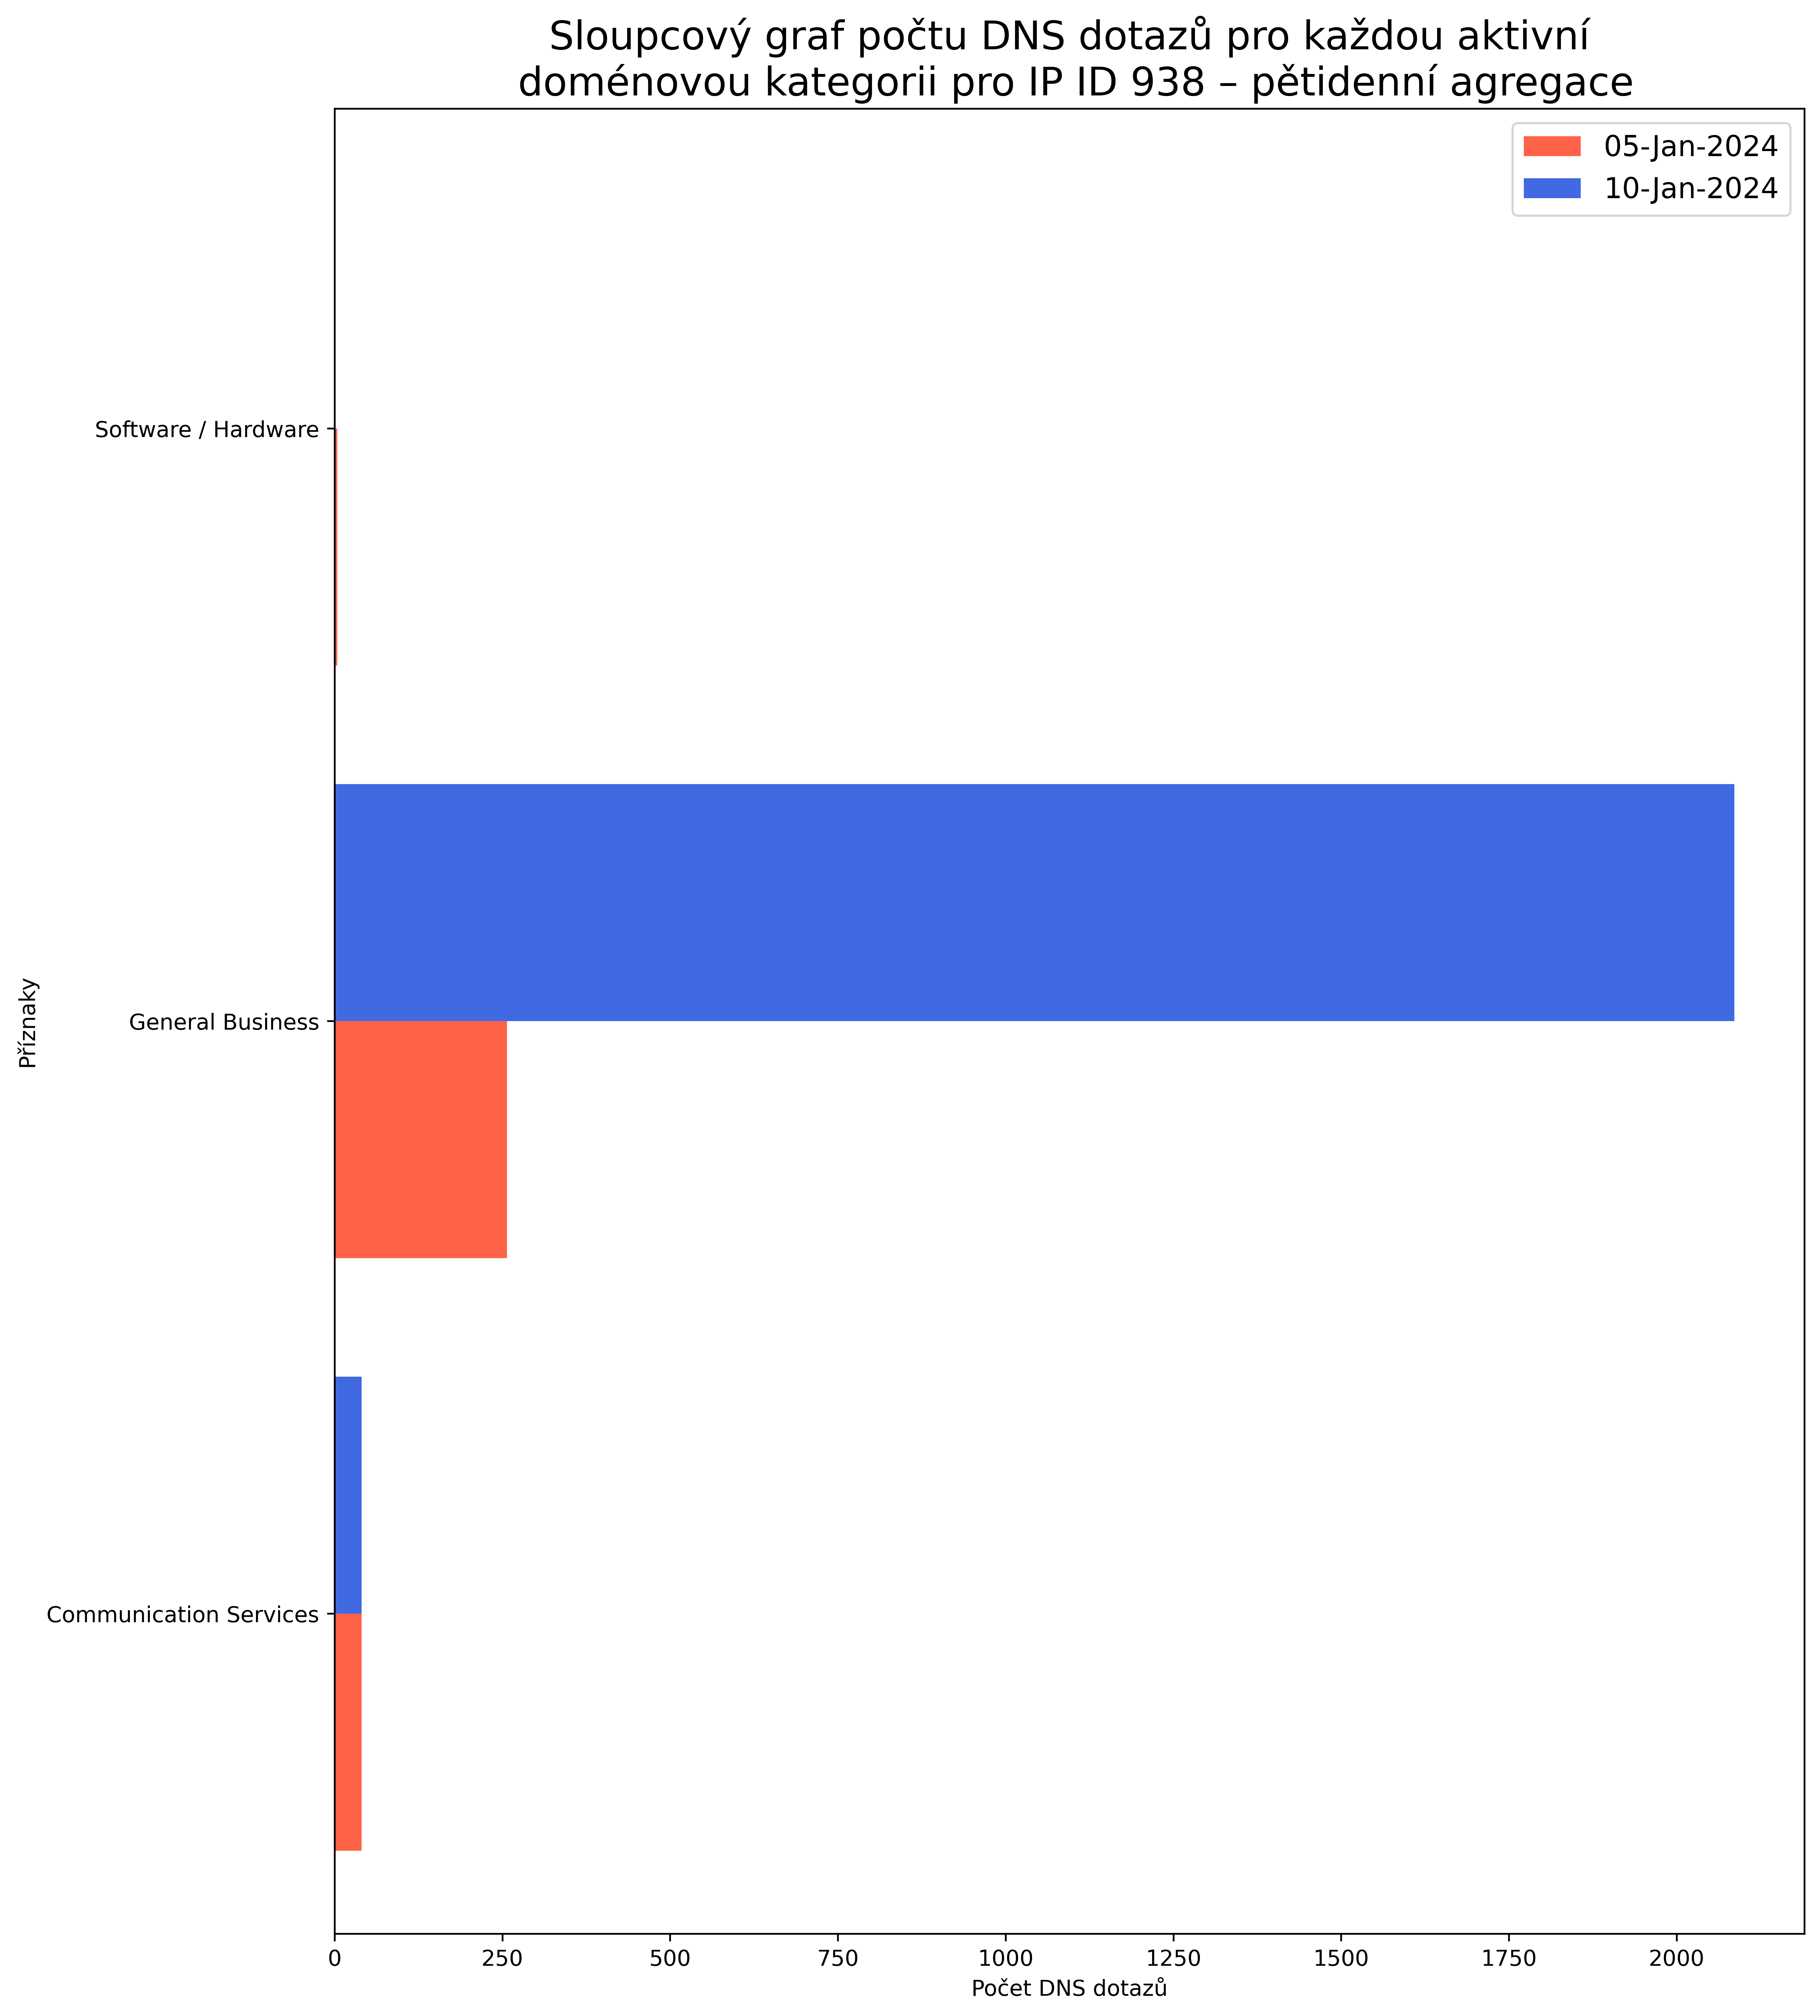 Sloupcový graf počtu DNS dotazů pro každou aktivní
doménovou kategorii pro IP ID 938 – pětidenní agregace
05-Jan-2024
10-Jan-2024
Software / Hardware
General Business
Communication Services
Příznaky
0 250 500 750 1000 1250 1500 1750 2000
Počet DNS dotazů